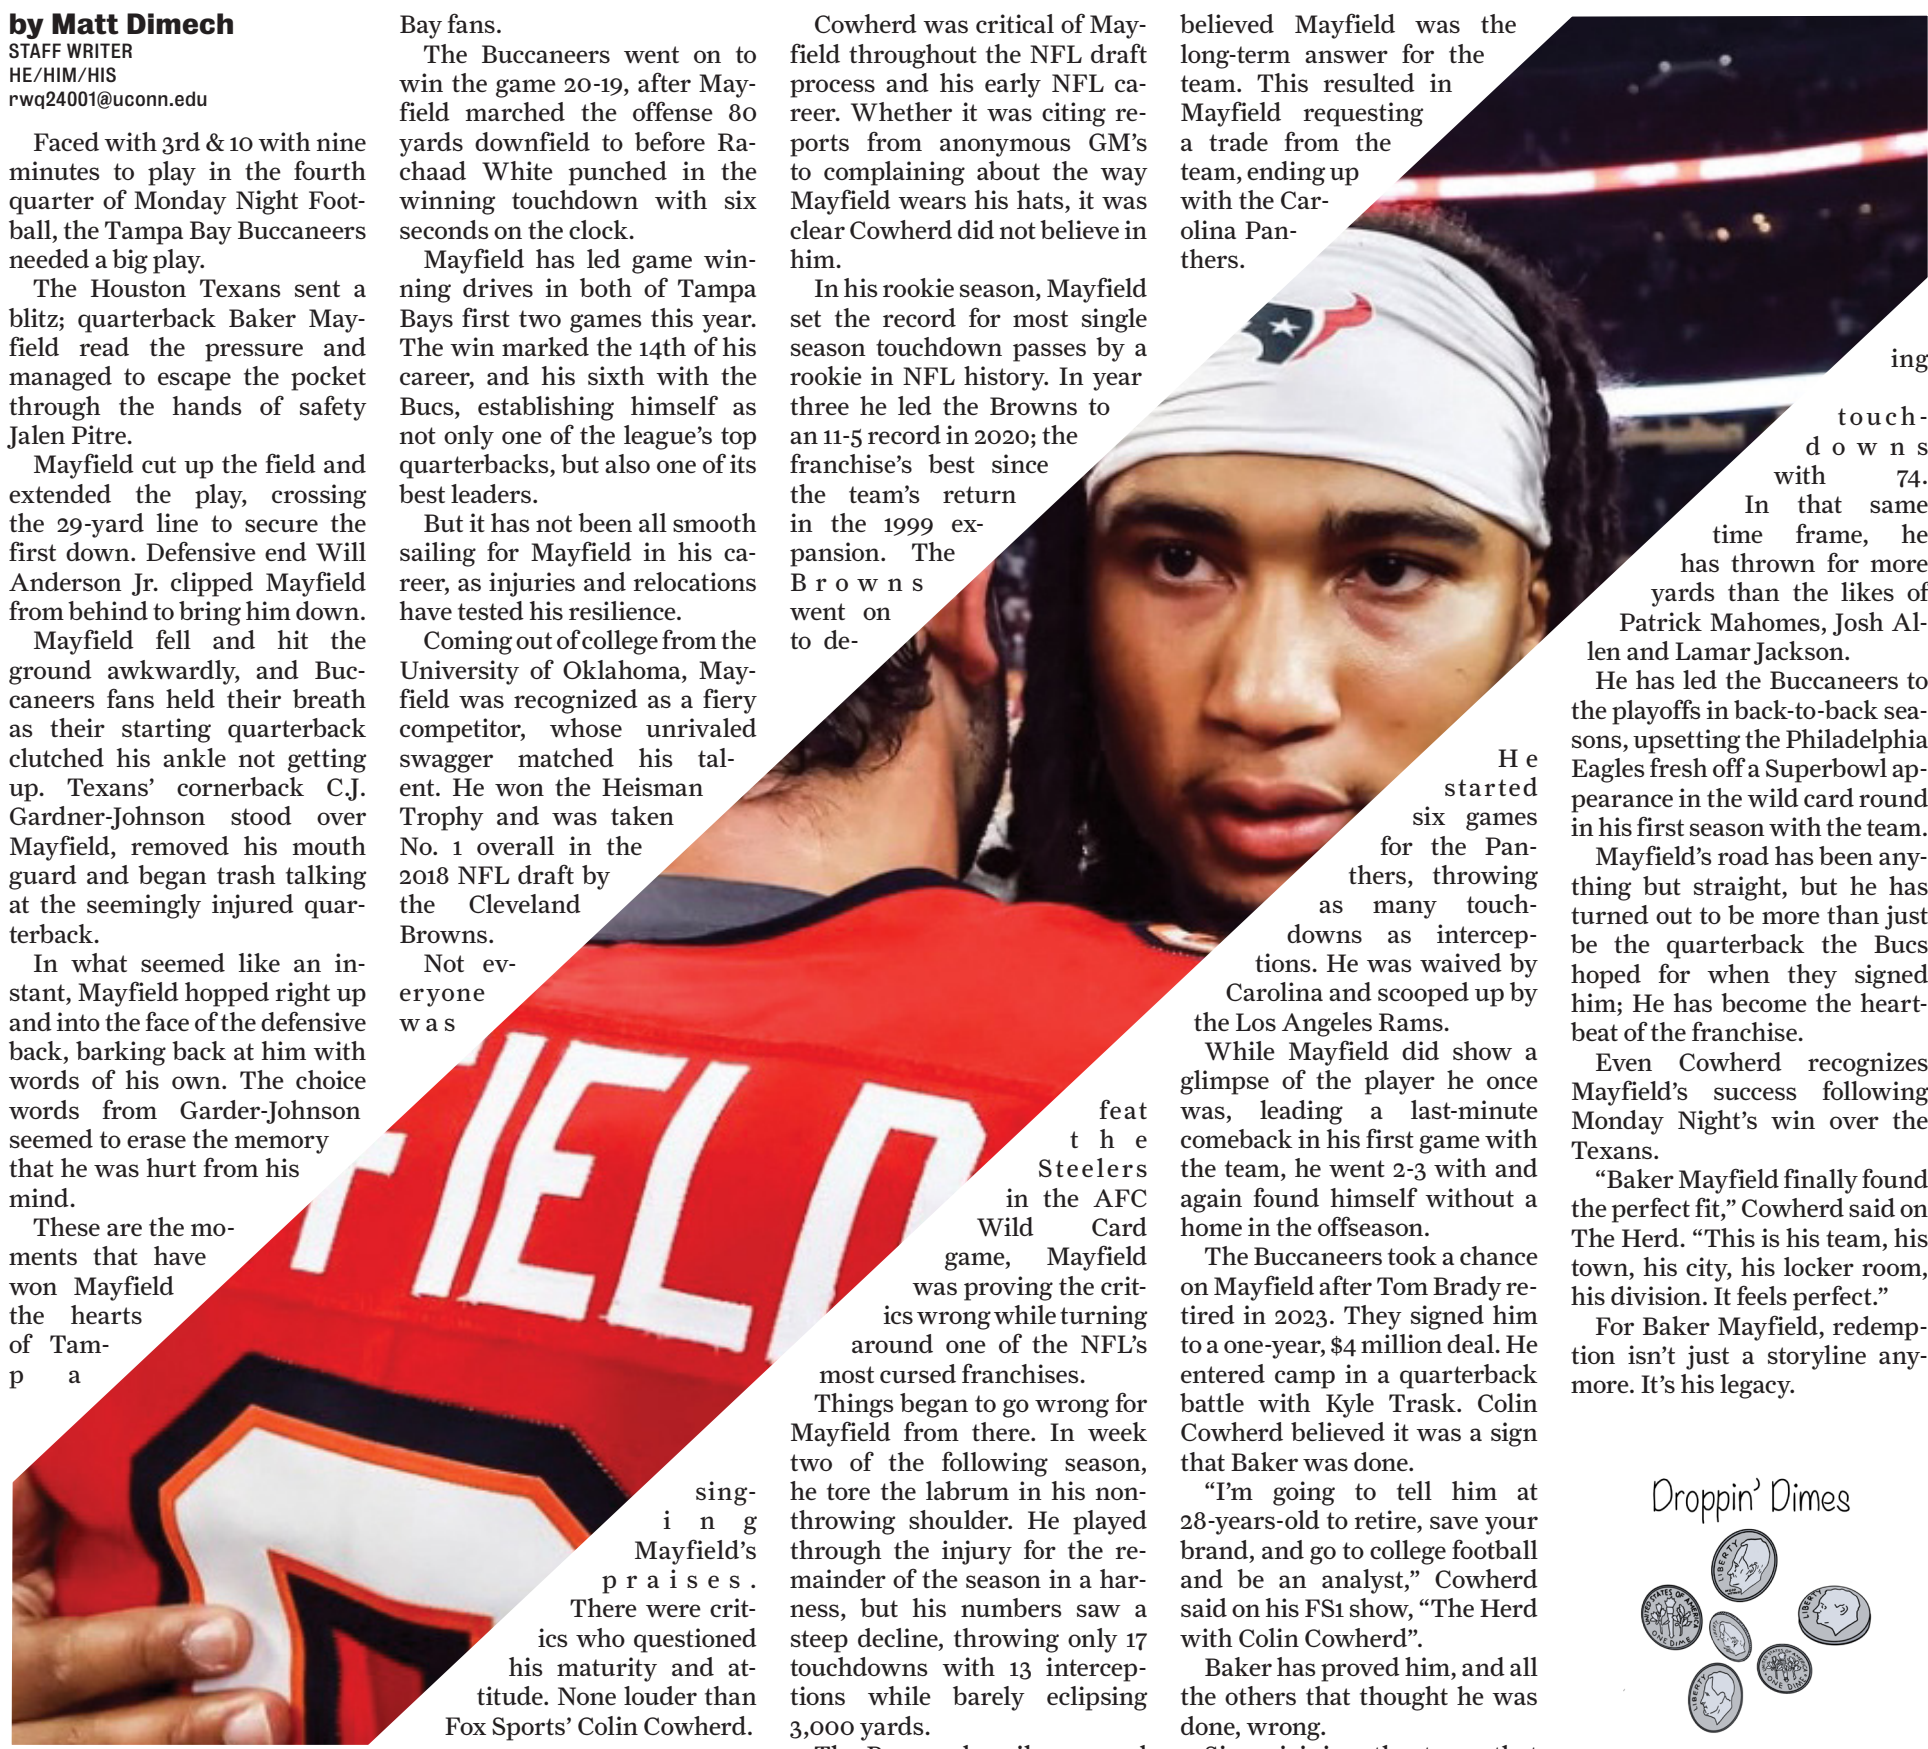 by Matt Dimech
STAFF WRITER
HE/HIM/HIS
rwq24001@uconn.edu
Faced with 3rd & 10 with nine
minutes to play in the fourth
quarter of Monday Night Foot-
ball, the Tampa Bay Buccaneers
needed a big play.
The Houston Texans sent a
blitz; quarterback Baker May-
field read the pressure and
managed to escape the pocket
through the hands of safety
Jalen Pitre.
Mayfield cut up the field and
extended the play, crossing
the 29-yard line to secure the
first down. Defensive end Will
Anderson Jr. clipped Mayfield
from behind to bring him down.
Mayfield fell and hit the
ground awkwardly, and Buc-
caneers fans held their breath
as their starting quarterback
clutched his ankle not getting
up. Texans’ cornerback C.J.
Gardner-Johnson stood over
Mayfield, removed his mouth
guard and began trash talking
at the seemingly injured quar-
terback.
In what seemed like an in-
stant, Mayfield hopped right up
and into the face of the defensive
back, barking back at him with
words of his own. The choice
words from Garder-Johnson
seemed to erase the memory
that he was hurt from his
mind.
These are the mo-
ments that have
won Mayfield
the hearts
of Tam-
pa
Bay fans.
The Buccaneers went on to
win the game 20-19, after May-
field marched the offense 80
yards downfield to before Ra-
chaad White punched in the
winning touchdown with six
seconds on the clock.
Mayfield has led game win-
ning drives in both of Tampa
Bays first two games this year.
The win marked the 14th of his
career, and his sixth with the
Bucs, establishing himself as
not only one of the league’s top
quarterbacks, but also one of its
best leaders.
But it has not been all smooth
sailing for Mayfield in his ca-
reer, as injuries and relocations
have tested his resilience.
Coming out of college from the
University of Oklahoma, May-
field was recognized as a fiery
competitor, whose unrivaled
swagger matched his tal-
ent. He won the Heisman
Trophy and was taken
No. 1 overall in the
2018 NFL draft by
the Cleveland
Browns.
Not ev-
eryone
was
sing-
ing
Mayfield’s
praises.
There were crit-
ics who questioned
his maturity and at-
titude. None louder than
Fox Sports’ Colin Cowherd.
Cowherd was critical of May-
field throughout the NFL draft
process and his early NFL ca-
reer. Whether it was citing re-
ports from anonymous GM’s
to complaining about the way
Mayfield wears his hats, it was
clear Cowherd did not believe in
him.
In his rookie season, Mayfield
set the record for most single
season touchdown passes by a
rookie in NFL history. In year
three he led the Browns to
an 11-5 record in 2020; the
franchise’s best since
the team’s return
in the 1999 ex-
pansion. The
Browns
went on
to de-
feat
the
Steelers
in the AFC
Wild Card
game, Mayfield
was proving the crit-
ics wrong while turning
around one of the NFL’s
most cursed franchises.
Things began to go wrong for
Mayfield from there. In week
two of the following season,
he tore the labrum in his non-
throwing shoulder. He played
through the injury for the re-
mainder of the season in a har-
ness, but his numbers saw a
steep decline, throwing only 17
touchdowns with 13 intercep-
tions while barely eclipsing
3,000 yards.
believed Mayfield was the
long-term answer for the
team. This resulted in
Mayfield requesting
a trade from the
team, ending up
with the Car-
olina Pan-
thers.
He
started
six games
for the Pan-
thers, throwing
as many touch-
downs as intercep-
tions. He was waived by
Carolina and scooped up by
the Los Angeles Rams.
While Mayfield did show a
glimpse of the player he once
was, leading a last-minute
comeback in his first game with
the team, he went 2-3 with and
again found himself without a
home in the offseason.
The Buccaneers took a chance
on Mayfield after Tom Brady re-
tired in 2023. They signed him
to a one-year, $4 million deal. He
entered camp in a quarterback
battle with Kyle Trask. Colin
Cowherd believed it was a sign
that Baker was done.
“I’m going to tell him at
28-years-old to retire, save your
brand, and go to college football
and be an analyst,” Cowherd
said on his FS1 show, “The Herd
with Colin Cowherd”.
Baker has proved him, and all
the others that thought he was
done, wrong.
ing
touch-
downs
with 74.
In that same
time frame, he
has thrown for more
yards than the likes of
Patrick Mahomes, Josh Al-
len and Lamar Jackson.
He has led the Buccaneers to
the playoffs in back-to-back sea-
sons, upsetting the Philadelphia
Eagles fresh off a Superbowl ap-
pearance in the wild card round
in his first season with the team.
Mayfield’s road has been any-
thing but straight, but he has
turned out to be more than just
be the quarterback the Bucs
hoped for when they signed
him; He has become the heart-
beat of the franchise.
Even Cowherd recognizes
Mayfield’s success following
Monday Night’s win over the
Texans.
“Baker Mayfield finally found
the perfect fit,” Cowherd said on
The Herd. “This is his team, his
town, his city, his locker room,
his division. It feels perfect.”
For Baker Mayfield, redemp-
tion isn’t just a storyline any-
more. It’s his legacy.
FIELD
Droppin’ Dimes
LIBERTY
UNITED STATES OF AMERICA
ONE DIME
LIBERTY
ONE DIME
LIBERTY